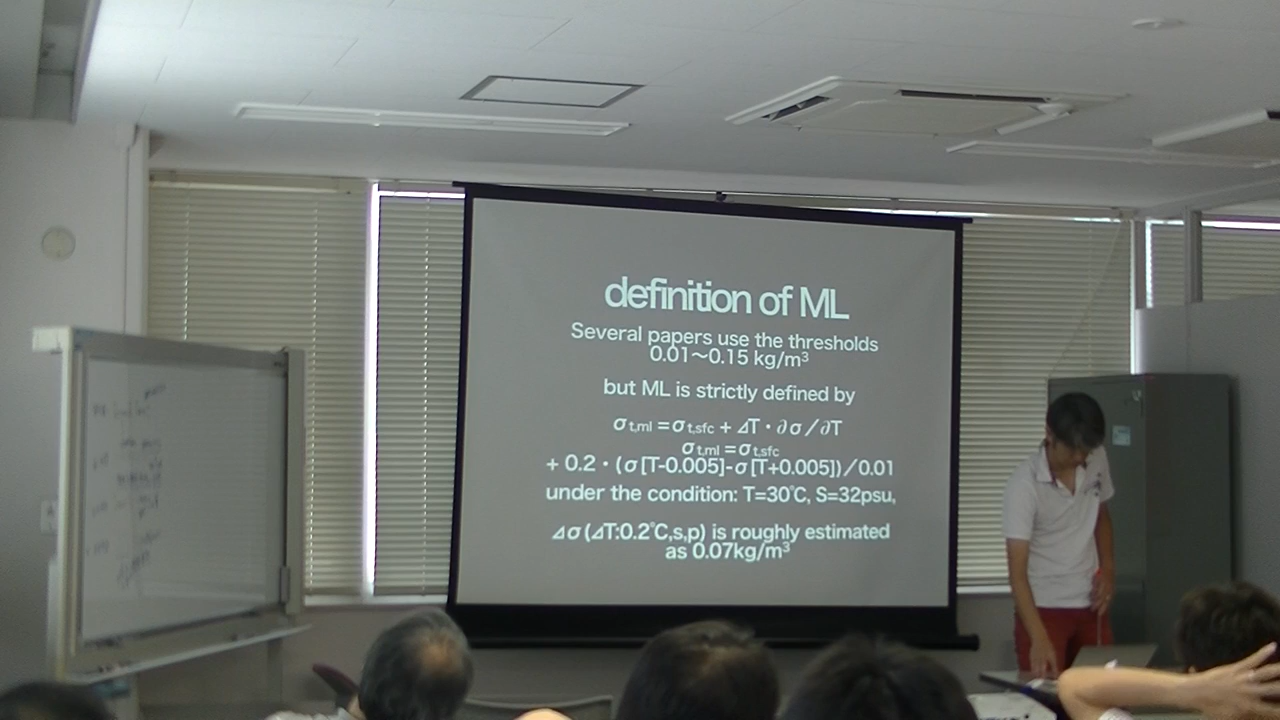 definition of ML
Several papers use the thresholds
0.01～0.15 kg/m³
but ML is strictly defined by
σt,ml =σt,sfc + ⊿T・∂σ／∂T
σt,ml =σt,sfc
+ 0.2・(σ[T-0.005]-σ[T+0.005])／0.01
under the condition: T=30℃, S=32psu,
⊿σ(⊿T:0.2℃,s,p) is roughly estimated
as 0.07kg/m³